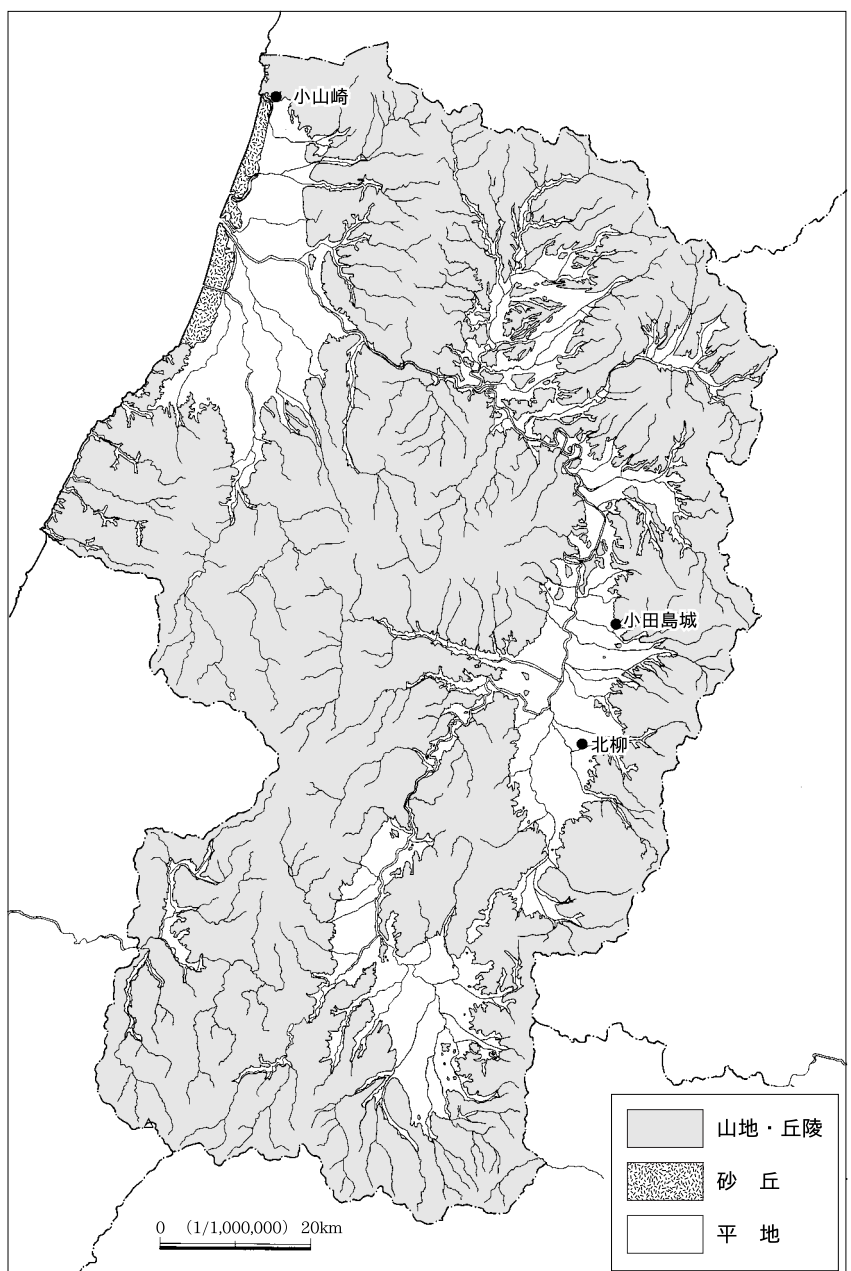 小山崎
小田島城
北柳
山地・丘陵
砂　丘
平　地
0 (1/1,000,000) 20km